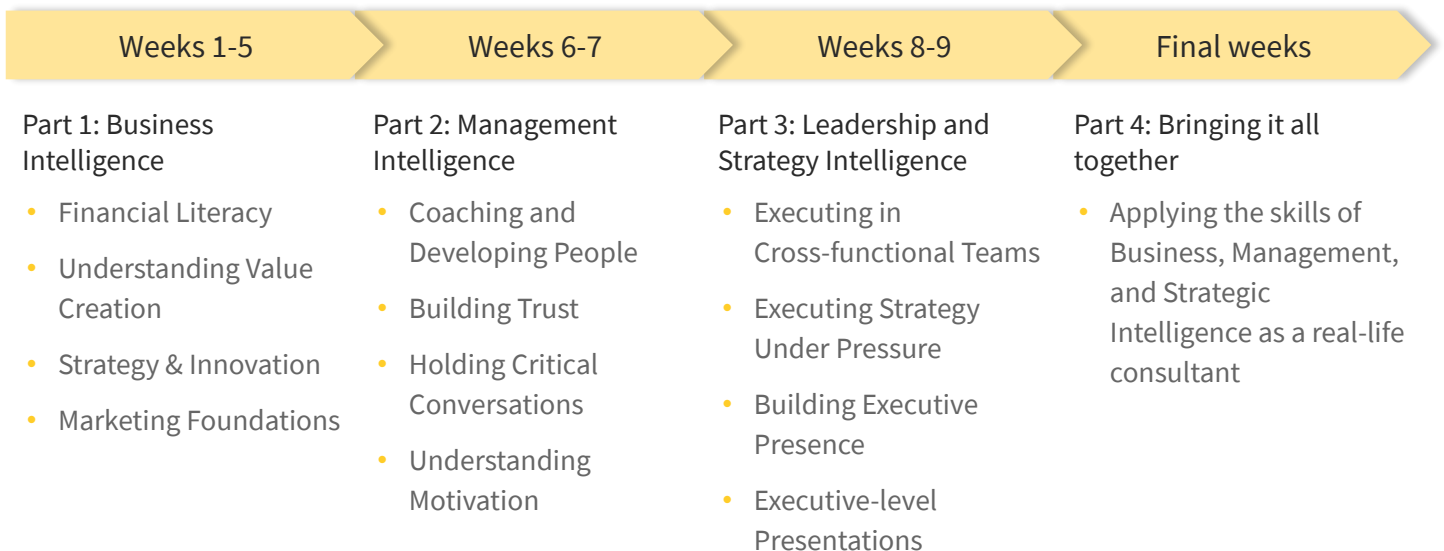 Weeks 1-5
Weeks 6-7
Weeks 8-9
Final weeks
Part 1: Business
Intelligence
• Financial Literacy
• Understanding Value
Creation
• Strategy & Innovation
• Marketing Foundations
Part 2: Management
Intelligence
• Coaching and
Developing People
• Building Trust
• Holding Critical
Conversations
• Understanding
Motivation
Part 3: Leadership and
Strategy Intelligence
• Executing in
Cross-functional Teams
• Executing Strategy
Under Pressure
• Building Executive
Presence
• Executive-level
Presentations
Part 4: Bringing it all
together
• Applying the skills of
Business, Management,
and Strategic
Intelligence as a real-life
consultant